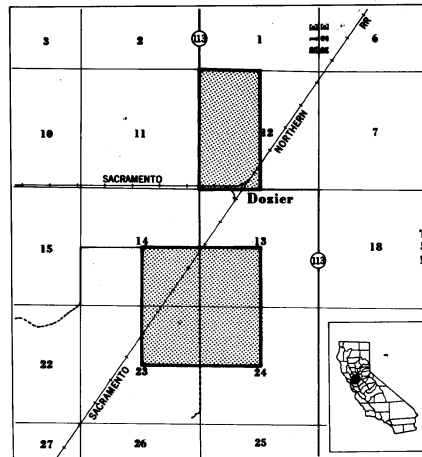 3 2 113 1 6
RR
10 11 12 7
NORTHERN
SACRAMENTO
Dozier
15 14 13 18
113
22 23 24
SACRAMENTO
27 26 25